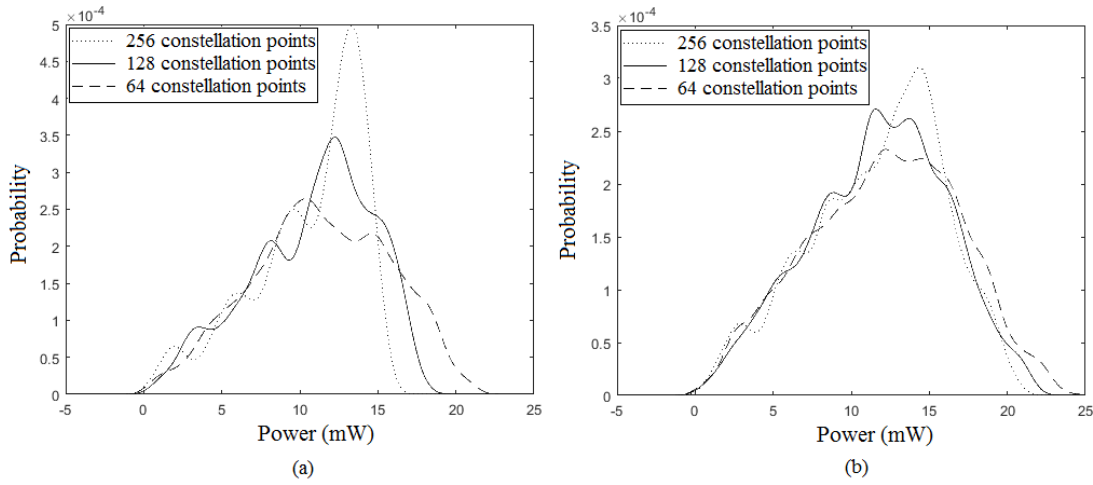 ×10-4
5
4.5
4
3.5
3
2.5
2
1.5
1
0.5
0
-5 0 5 10 15 20 25
256 constellation points
128 constellation points
64 constellation points
Probability
Power (mW)
(a)
×10-4
3.5
3
2.5
2
1.5
1
0.5
0
-5 0 5 10 15 20 25
256 constellation points
128 constellation points
64 constellation points
Probability
Power (mW)
(b)